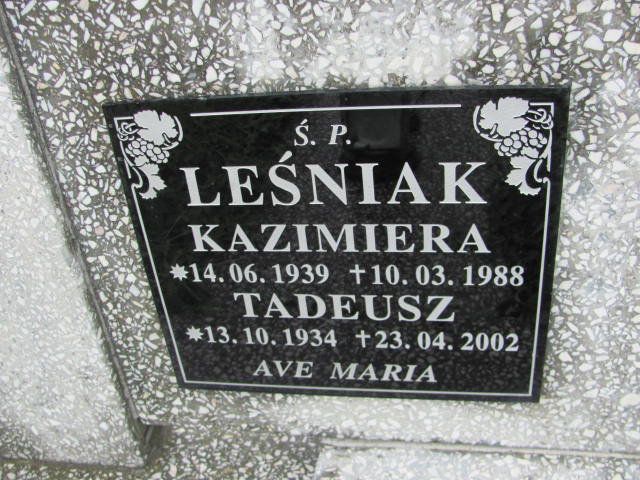 Ś. P.
LEŚNIAK
KAZIMIERA
*14.06.1939 †10.03.1988
TADEUSZ
*13.10.1934 †23.04.2002
AVE MARIA